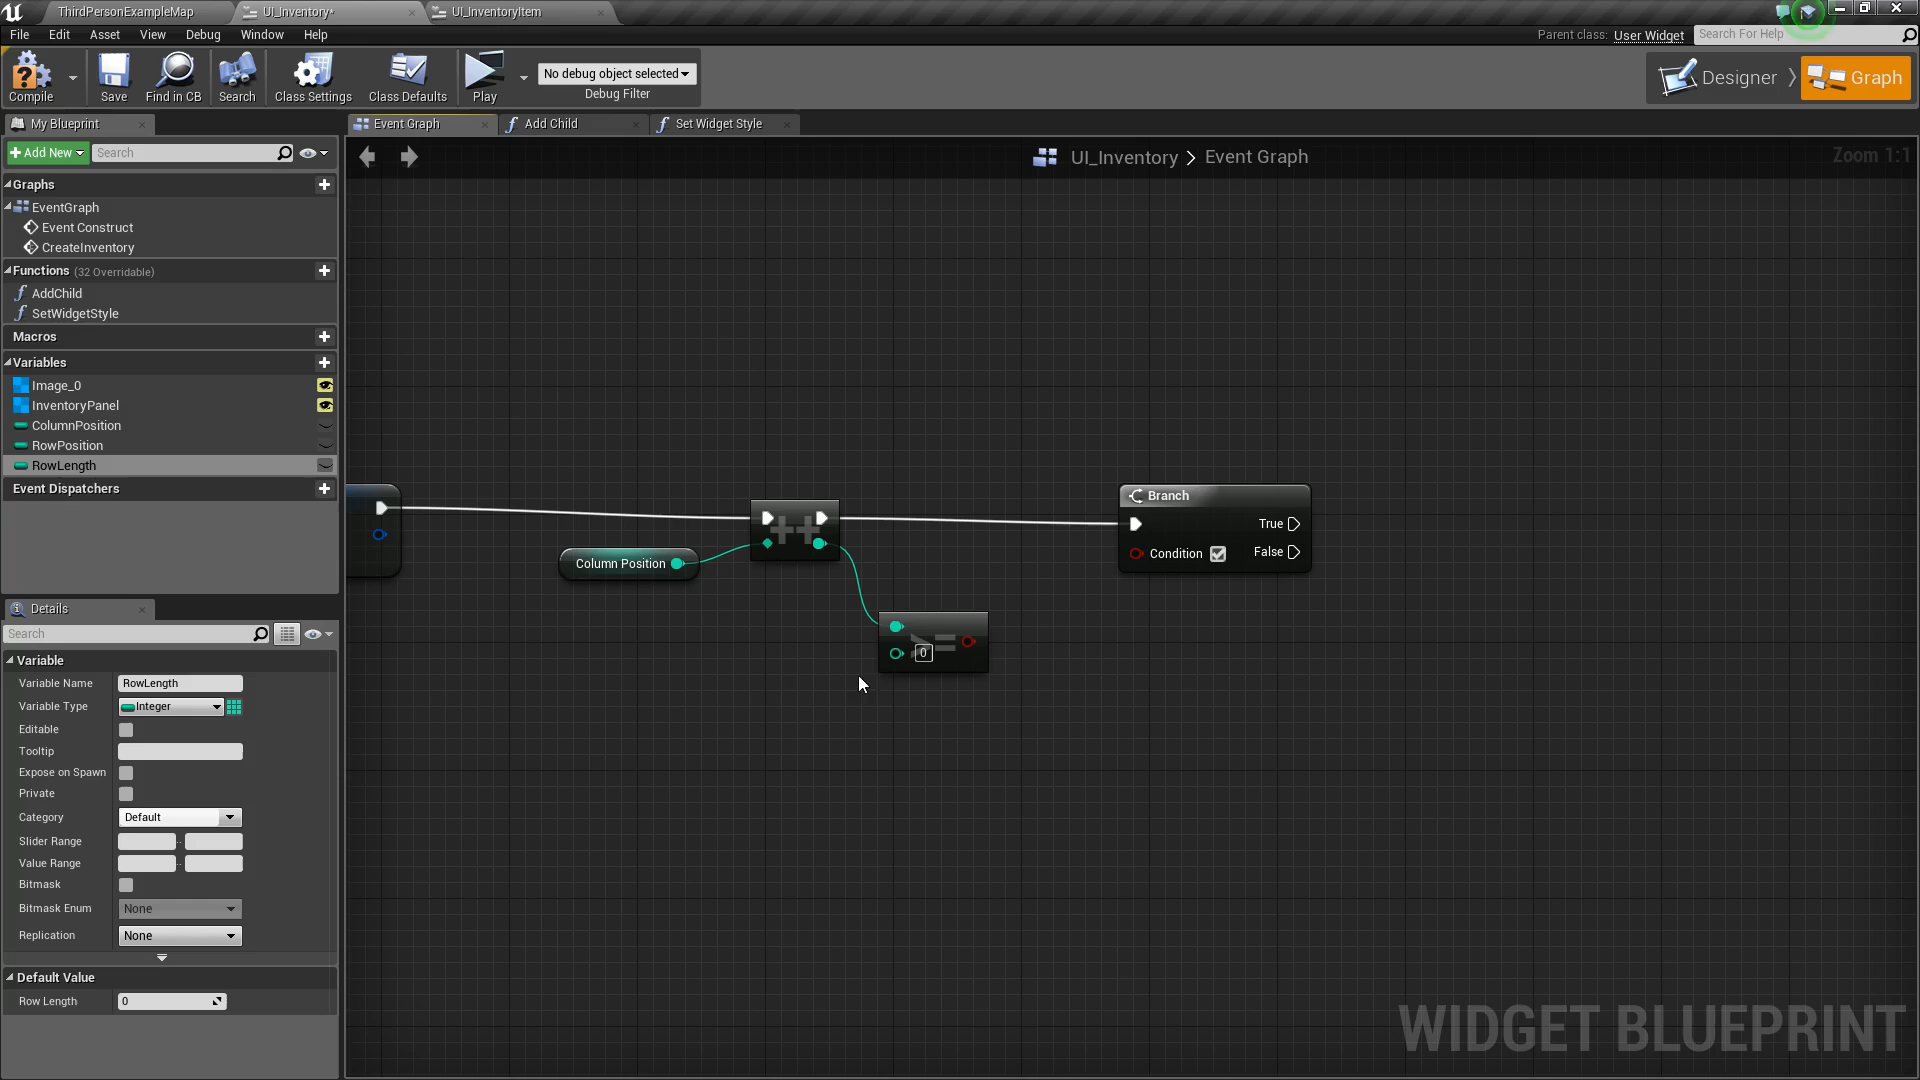 ThirdPersonExampleMap
UI_Inventory*
UI_InventoryItem
File Edit Asset View Debug Window Help
Parent class: User Widget
Search For Help
Compile
Save
Find in CB
Search
Class Settings
Class Defaults
Play
No debug object selected
Debug Filter
Designer
Graph
My Blueprint
Event Graph
Add Child
Set Widget Style
Add New
Search
UI_Inventory > Event Graph
Zoom 1:1
Graphs
EventGraph
Event Construct
CreateInventory
Functions (32 Overridable)
AddChild
SetWidgetStyle
Macros
Variables
Image_0
InventoryPanel
ColumnPosition
RowPosition
RowLength
Event Dispatchers
Column Position
++
>=
0
Branch
True
Condition
False
Details
Search
Variable
Variable Name RowLength
Variable Type Integer
Editable
Tooltip
Expose on Spawn
Private
Category Default
Slider Range
Value Range
Bitmask
Bitmask Enum None
Replication None
Default Value
Row Length 0
WIDGET BLUEPRINT